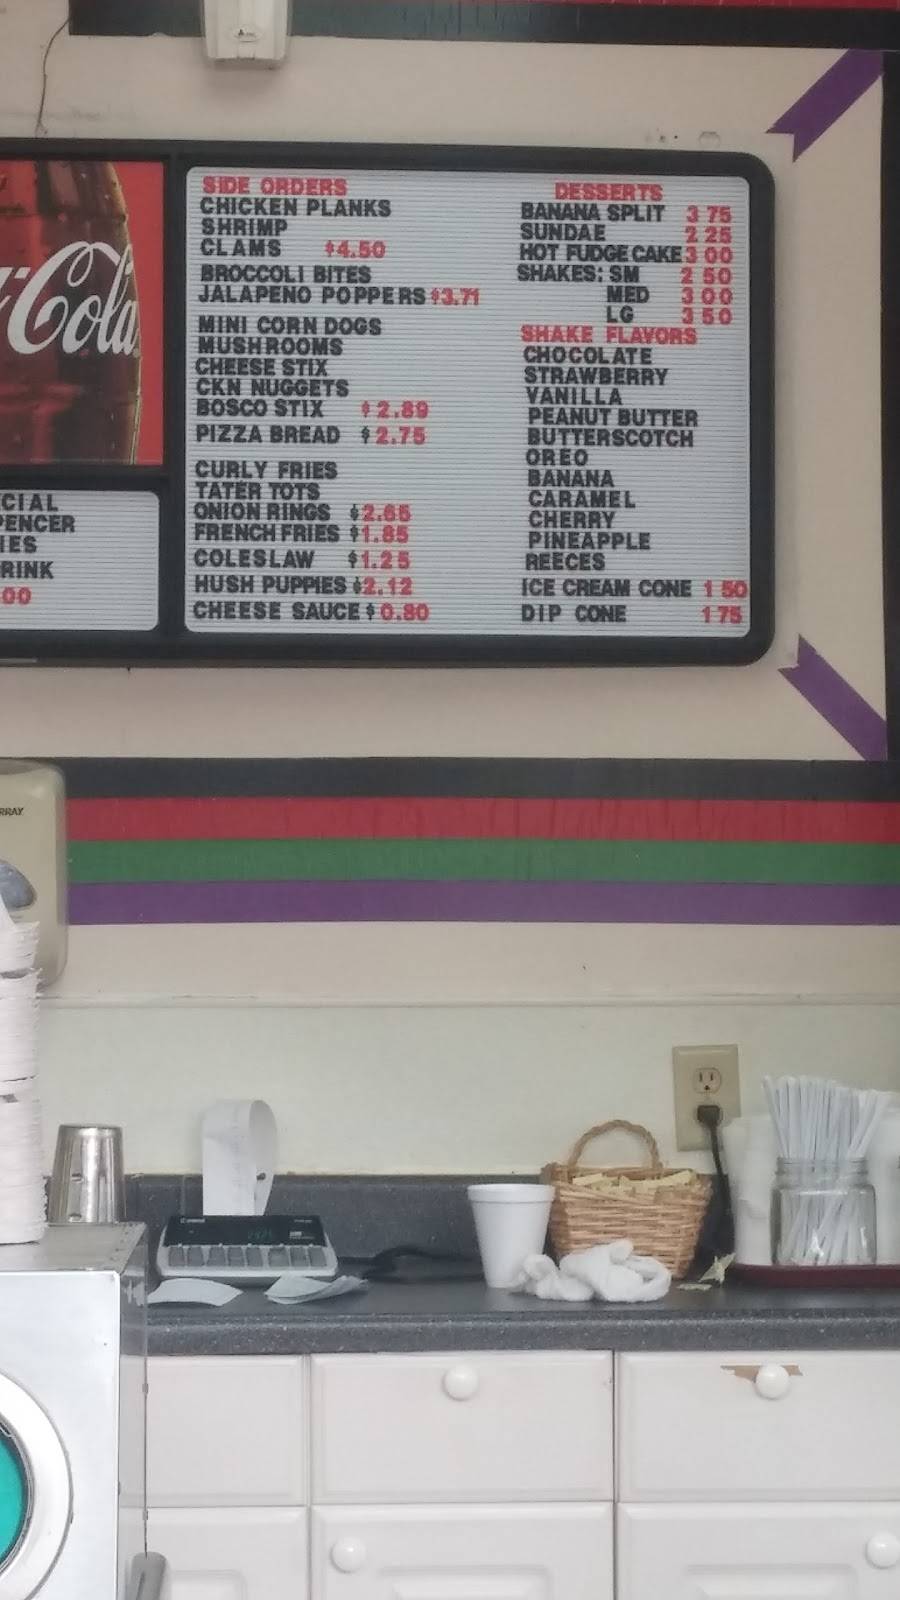 Cola
CIAL
PENCER
IES
RINK
00
SIDE ORDERS
CHICKEN PLANKS
SHRIMP
CLAMS $4.50
BROCCOLI BITES
JALAPENO POPPERS $3.71
MINI CORN DOGS
MUSHROOMS
CHEESE STIX
CKN NUGGETS
BOSCO STIX $2.89
PIZZA BREAD $2.75
CURLY FRIES
TATER TOTS
ONION RINGS $2.65
FRENCH FRIES $1.85
COLESLAW $1.25
HUSH PUPPIES $2.12
CHEESE SAUCE $0.80
DESSERTS
BANANA SPLIT 3 75
SUNDAE 2 25
HOT FUDGE CAKE 3 00
SHAKES: SM 2 50
MED 3 00
LG 3 50
SHAKE FLAVORS
CHOCOLATE
STRAWBERRY
VANILLA
PEANUT BUTTER
BUTTERSCOTCH
OREO
BANANA
CARAMEL
CHERRY
PINEAPPLE
REECES
ICE CREAM CONE 1 50
DIP CONE 1 75
RRAY